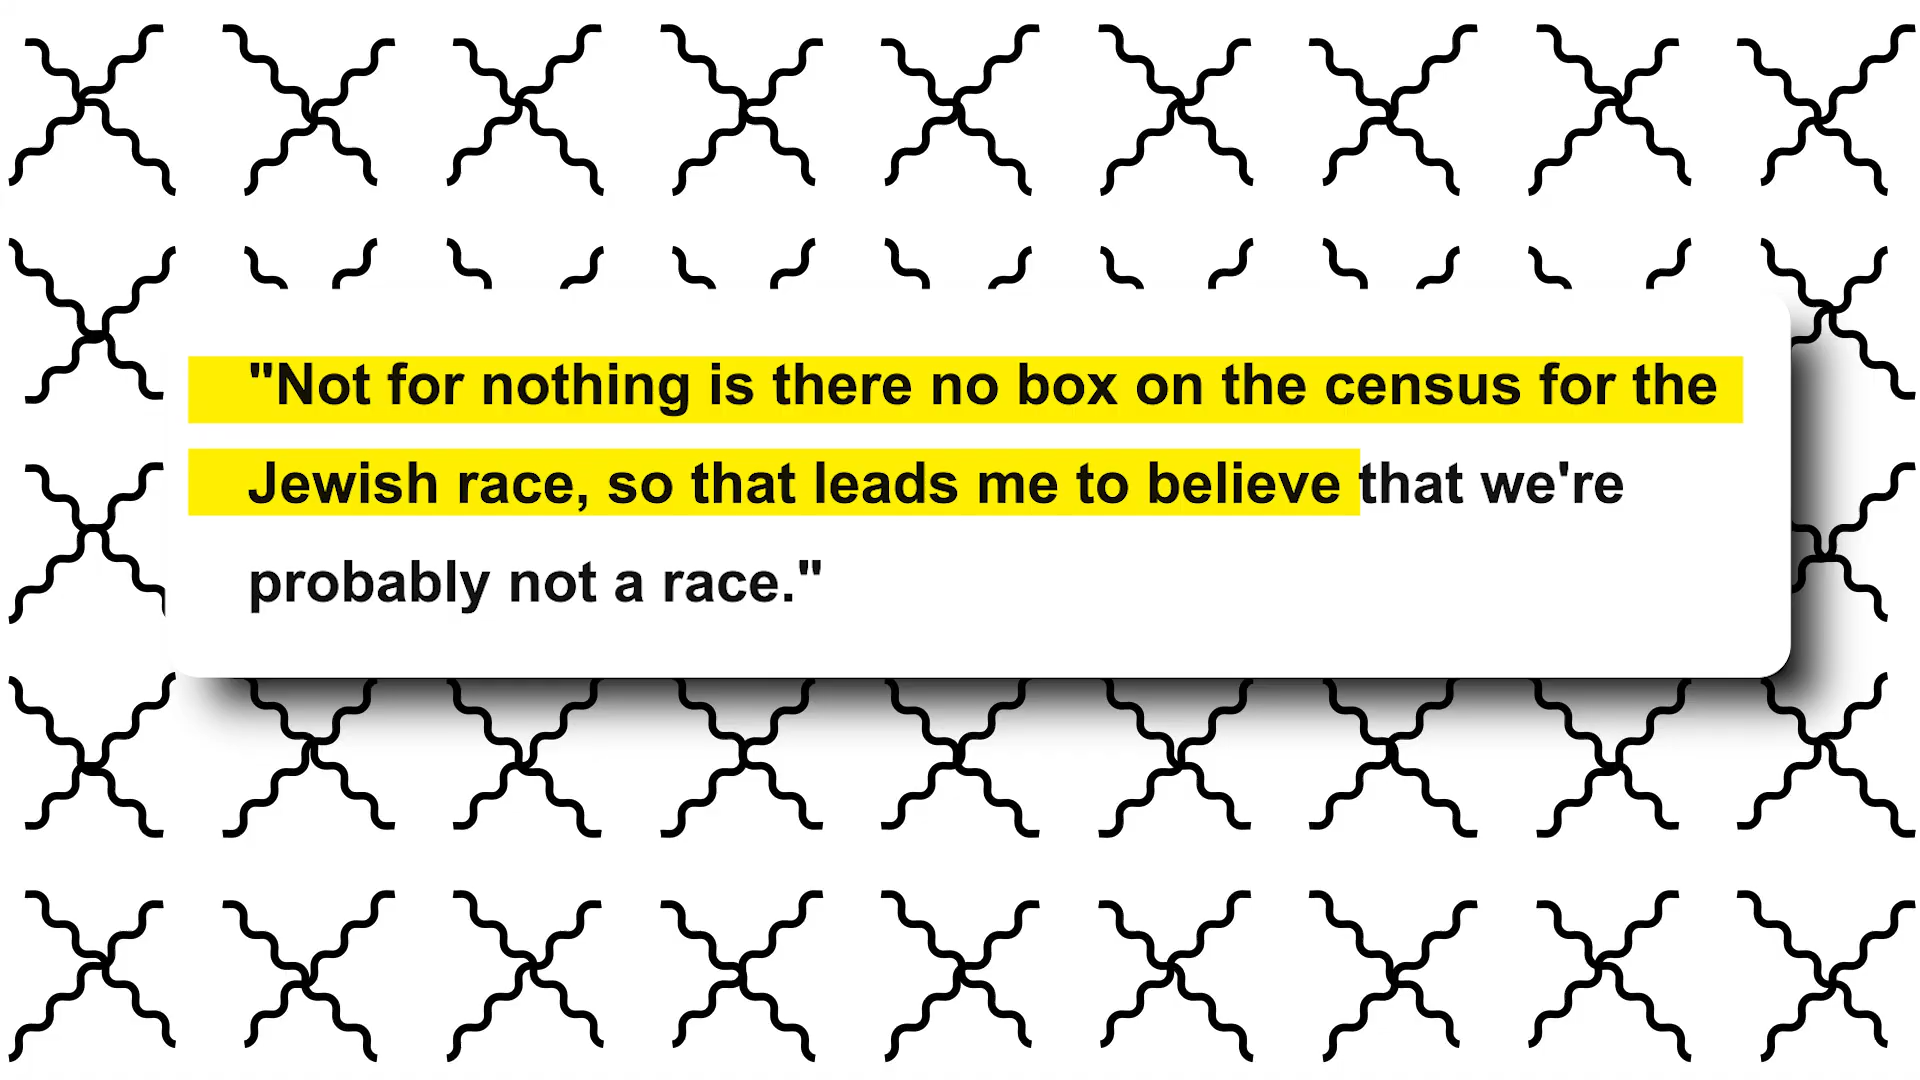 "Not for nothing is there no box on the census for the
Jewish race, so that leads me to believe that we're
probably not a race."